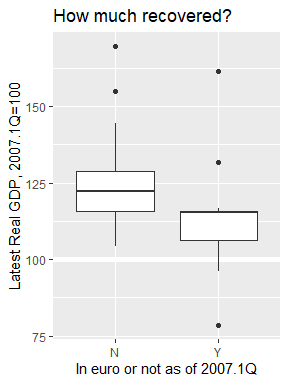 How much recovered?
Latest Real GDP, 2007.1Q=100
150
125
100
75
N
Y
In euro or not as of 2007.1Q